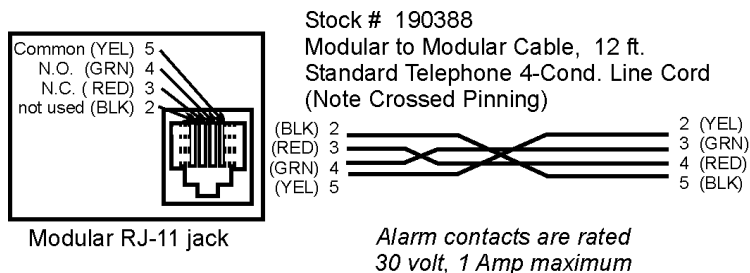 Stock # 190388
Modular to Modular Cable, 12 ft.
Standard Telephone 4-Cond. Line Cord
(Note Crossed Pinning)
Common (YEL) 5
N.O. (GRN) 4
N.C. ( RED) 3
not used (BLK) 2
Modular RJ-11 jack
(BLK) 2
(RED) 3
(GRN) 4
(YEL) 5
2 (YEL)
3 (GRN)
4 (RED)
5 (BLK)
Alarm contacts are rated
30 volt, 1 Amp maximum